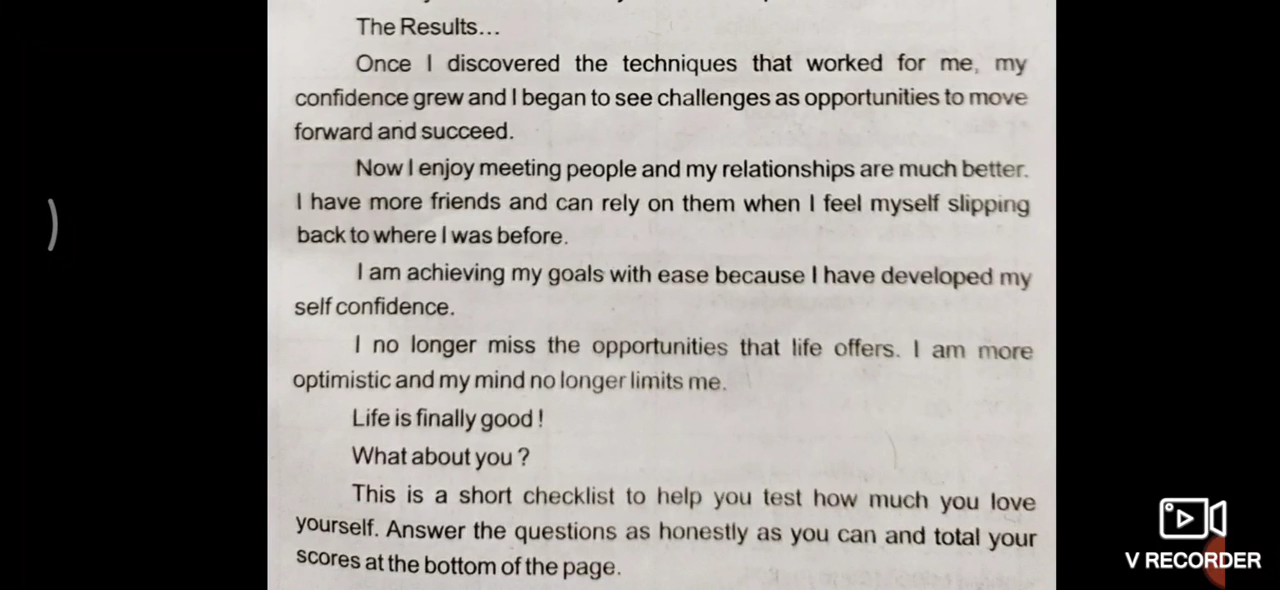 The Results...
Once I discovered the techniques that worked for me, my
confidence grew and I began to see challenges as opportunities to move
forward and succeed.
Now I enjoy meeting people and my relationships are much better.
I have more friends and can rely on them when I feel myself slipping
back to where I was before.
I am achieving my goals with ease because I have developed my
self confidence.
I no longer miss the opportunities that life offers. I am more
optimistic and my mind no longer limits me.
Life is finally good !
What about you ?
This is a short checklist to help you test how much you love
yourself. Answer the questions as honestly as you can and total your
scores at the bottom of the page.
V RECORDER